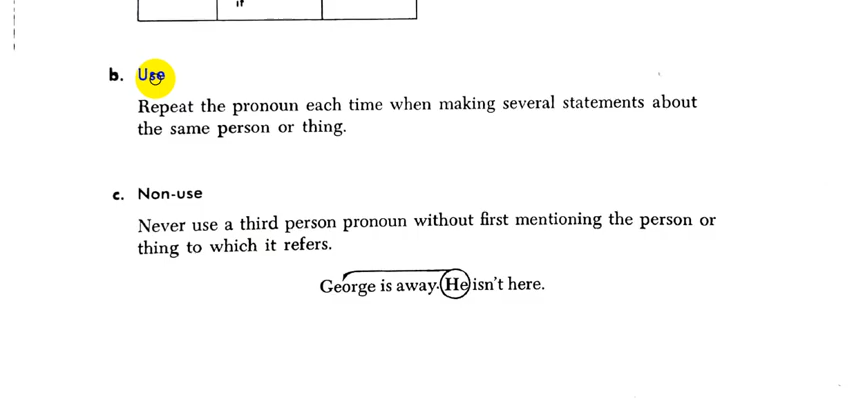 it
b. Use
Repeat the pronoun each time when making several statements about
the same person or thing.
c. Non-use
Never use a third person pronoun without first mentioning the person or
thing to which it refers.
George is away. He isn't here.